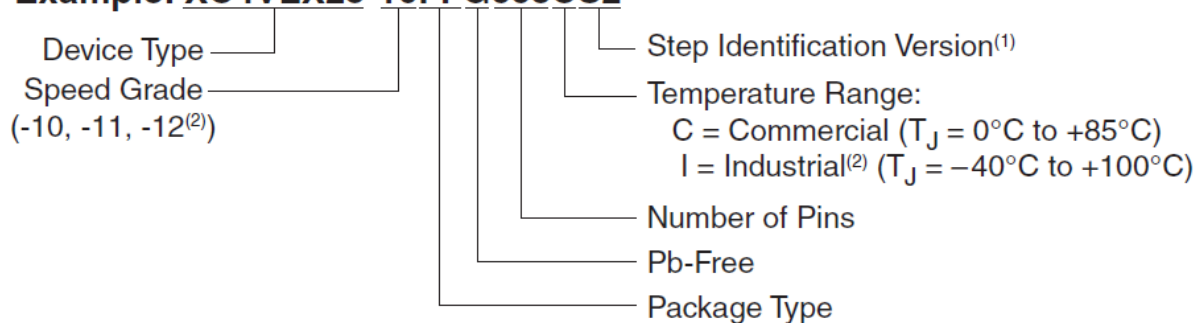 Device Type
Step Identification Version(1)
Speed Grade
Temperature Range:
(-10, -11, -12(2))
C = Commercial (TJ = 0°C to +85°C)
I = Industrial(2) (TJ = −40°C to +100°C)
Number of Pins
Pb-Free
Package Type